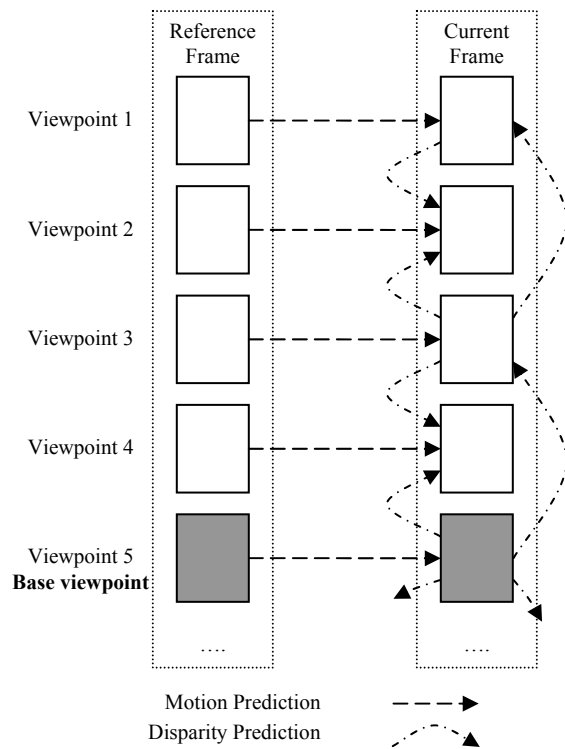 Reference
Frame
Current
Frame
Viewpoint 1
Viewpoint 2
Viewpoint 3
Viewpoint 4
Viewpoint 5
Base viewpoint
....
....
Motion Prediction
Disparity Prediction